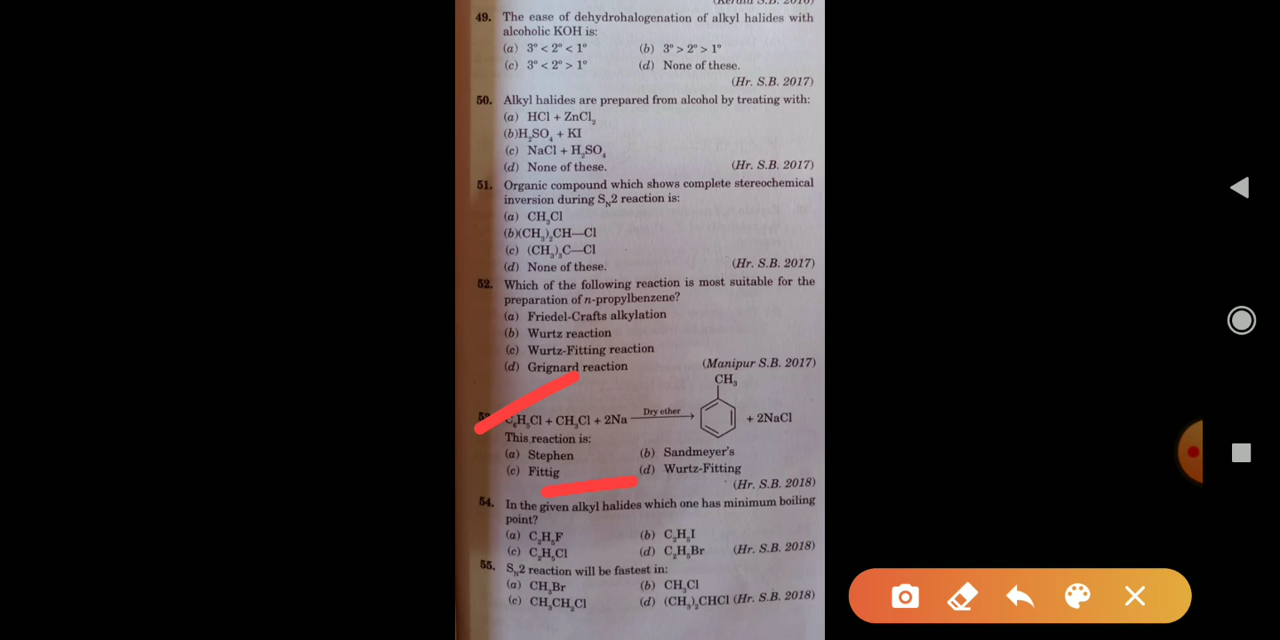 49. The ease of dehydrohalogenation of alkyl halides with
alcoholic KOH is:
(a) 3° < 2° < 1° (b) 3° > 2° > 1°
(c) 3° < 2° > 1° (d) None of these.
(Hr. S.B. 2017)
50. Alkyl halides are prepared from alcohol by treating with:
(a) HCl + ZnCl₂
(b)H₂SO₄ + KI
(c) NaCl + H₂SO₄
(d) None of these. (Hr. S.B. 2017)
51. Organic compound which shows complete stereochemical
inversion during Sₙ2 reaction is:
(a) CH₃Cl
(b)(CH₃)₂CH—Cl
(c) (CH₃)₃C—Cl
(d) None of these. (Hr. S.B. 2017)
52. Which of the following reaction is most suitable for the
preparation of n-propylbenzene?
(a) Friedel-Crafts alkylation
(b) Wurtz reaction
(c) Wurtz-Fitting reaction
(d) Grignard reaction (Manipur S.B. 2017)
CH₃
C₆H₅Cl + CH₃Cl + 2Na Dry ether + 2NaCl
This reaction is:
(a) Stephen (b) Sandmeyer's
(c) Fittig (d) Wurtz-Fitting
(Hr. S.B. 2018)
54. In the given alkyl halides which one has minimum boiling
point?
(a) C₂H₅F (b) C₂H₅I
(c) C₂H₅Cl (d) C₂H₅Br (Hr. S.B. 2018)
55. Sₙ2 reaction will be fastest in:
(a) CH₃Br (b) CH₃Cl
(c) CH₃CH₂Cl (d) (CH₃)₂CHCl (Hr. S.B. 2018)